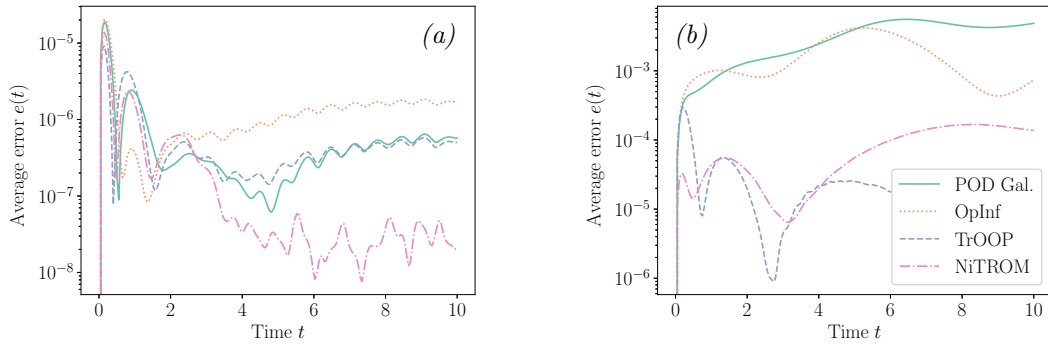 (a)
Average error e(t)
10⁻⁵
10⁻⁶
10⁻⁷
10⁻⁸
0 2 4 6 8 10
Time t
(b)
Average error e(t)
10⁻³
10⁻⁴
10⁻⁵
10⁻⁶
POD Gal.
OpInf
TrOOP
NiTROM
0 2 4 6 8 10
Time t